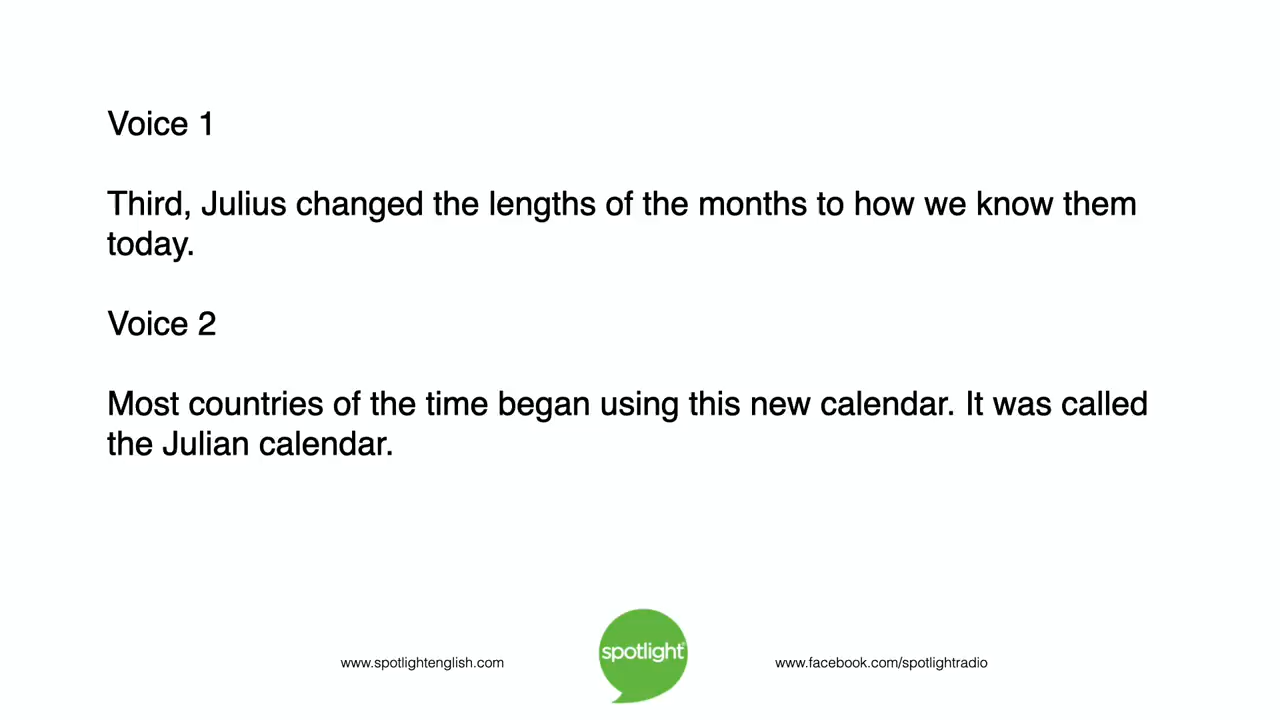 Voice 1
Third, Julius changed the lengths of the months to how we know them
today.
Voice 2
Most countries of the time began using this new calendar. It was called
the Julian calendar.
www.spotlightenglish.com
spotlight
www.facebook.com/spotlightradio